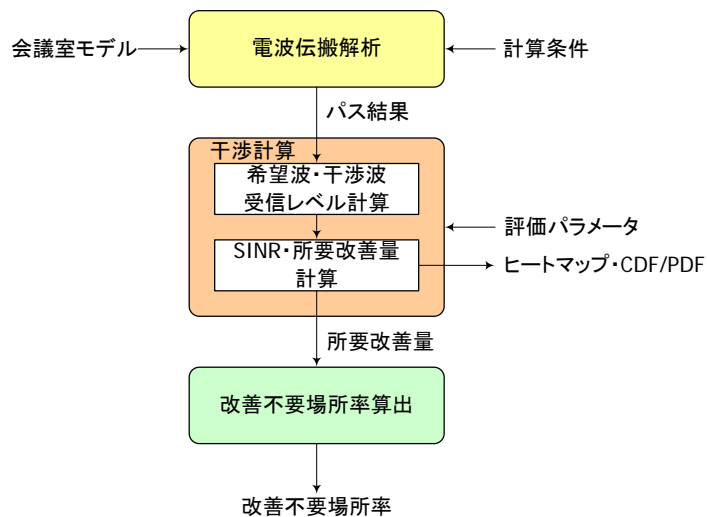 会議室モデル
電波伝搬解析
計算条件
パス結果
干渉計算
希望波・干渉波
受信レベル計算
評価パラメータ
SINR・所要改善量
計算
ヒートマップ・CDF/PDF
所要改善量
改善不要場所率算出
改善不要場所率